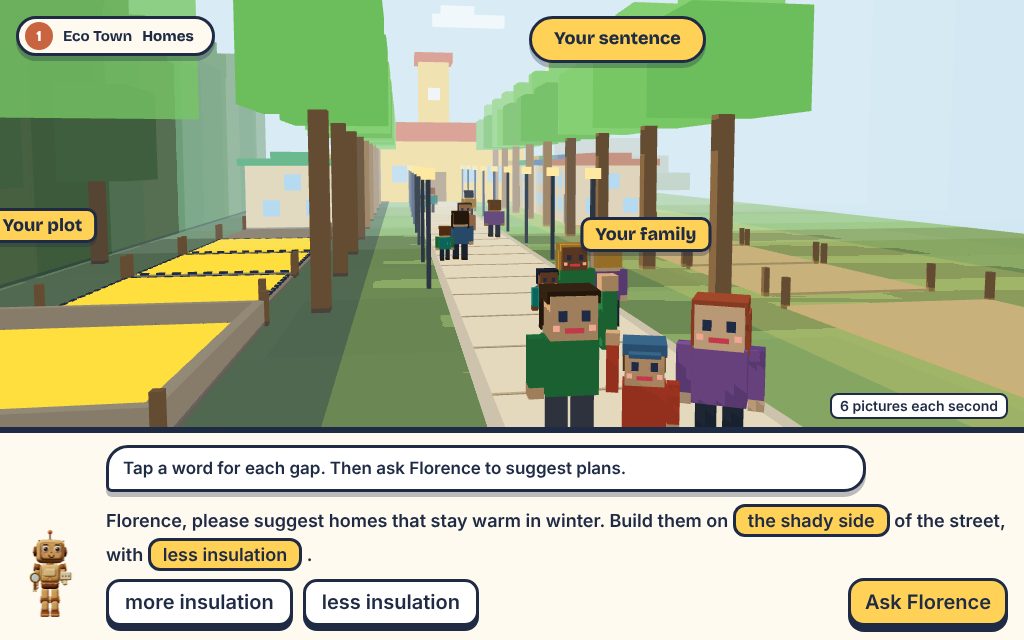 1 Eco Town Homes
Your sentence
Your plot
Your family
6 pictures each second
Tap a word for each gap. Then ask Florence to suggest plans.
Florence, please suggest homes that stay warm in winter. Build them on the shady side of the street,
with less insulation .
more insulation less insulation Ask Florence